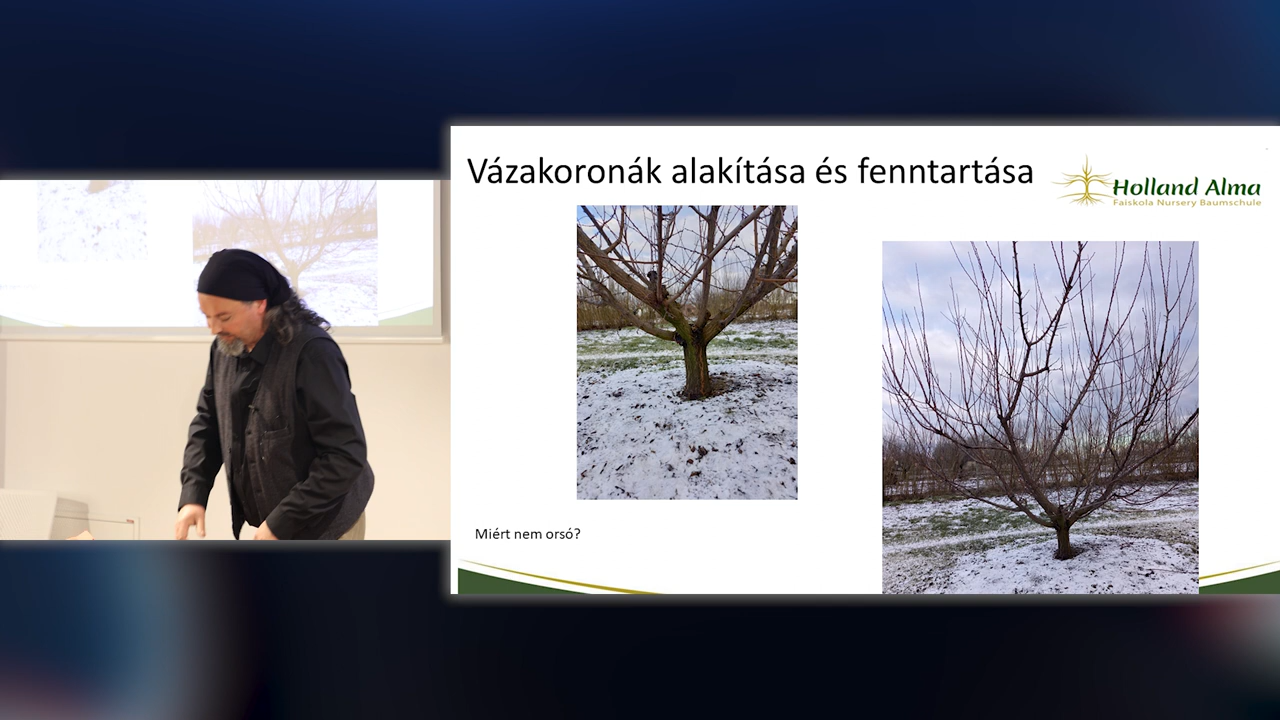 Vázakoronák alakítása és fenntartása
Holland Alma
Faiskola Nursery Baumschule
Miért nem orsó?